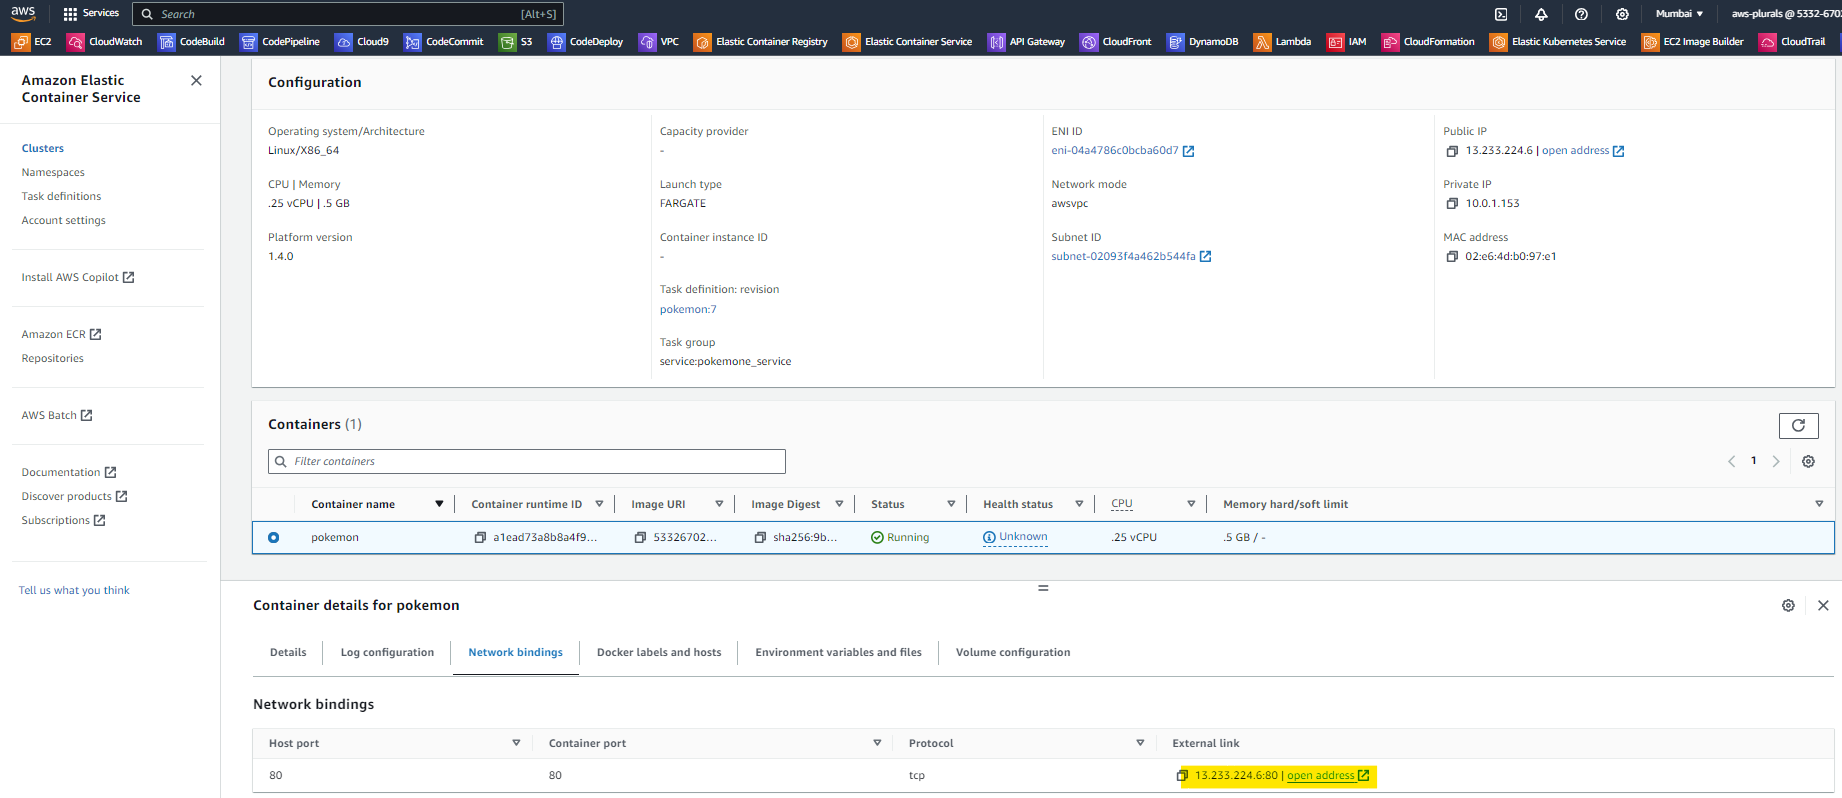 aws
Services
Search
[Alt+S]
Mumbai ▼
aws-plurals @ 5332-670
EC2
CloudWatch
CodeBuild
CodePipeline
Cloud9
CodeCommit
S3
CodeDeploy
VPC
Elastic Container Registry
Elastic Container Service
API Gateway
CloudFront
DynamoDB
Lambda
IAM
CloudFormation
Elastic Kubernetes Service
EC2 Image Builder
CloudTrail
Amazon Elastic
Container Service
Clusters
Namespaces
Task definitions
Account settings
Install AWS Copilot
Amazon ECR
Repositories
AWS Batch
Documentation
Discover products
Subscriptions
Tell us what you think
Configuration
Operating system/Architecture
Linux/X86_64
CPU | Memory
.25 vCPU | .5 GB
Platform version
1.4.0
Capacity provider
-
Launch type
FARGATE
Container instance ID
-
Task definition: revision
pokemon:7
Task group
service:pokemone_service
ENI ID
eni-04a4786c0bcba60d7
Network mode
awsvpc
Subnet ID
subnet-02093f4a462b544fa
Public IP
13.233.224.6 | open address
Private IP
10.0.1.153
MAC address
02:e6:4d:b0:97:e1
Containers (1)
Filter containers
1
Container name
Container runtime ID
Image URI
Image Digest
Status
Health status
CPU
Memory hard/soft limit
pokemon
a1ead73a8b8a4f9...
53326702...
sha256:9b...
Running
Unknown
.25 vCPU
.5 GB / -
Container details for pokemon
Details
Log configuration
Network bindings
Docker labels and hosts
Environment variables and files
Volume configuration
Network bindings
Host port
Container port
Protocol
External link
80
80
tcp
13.233.224.6:80 | open address